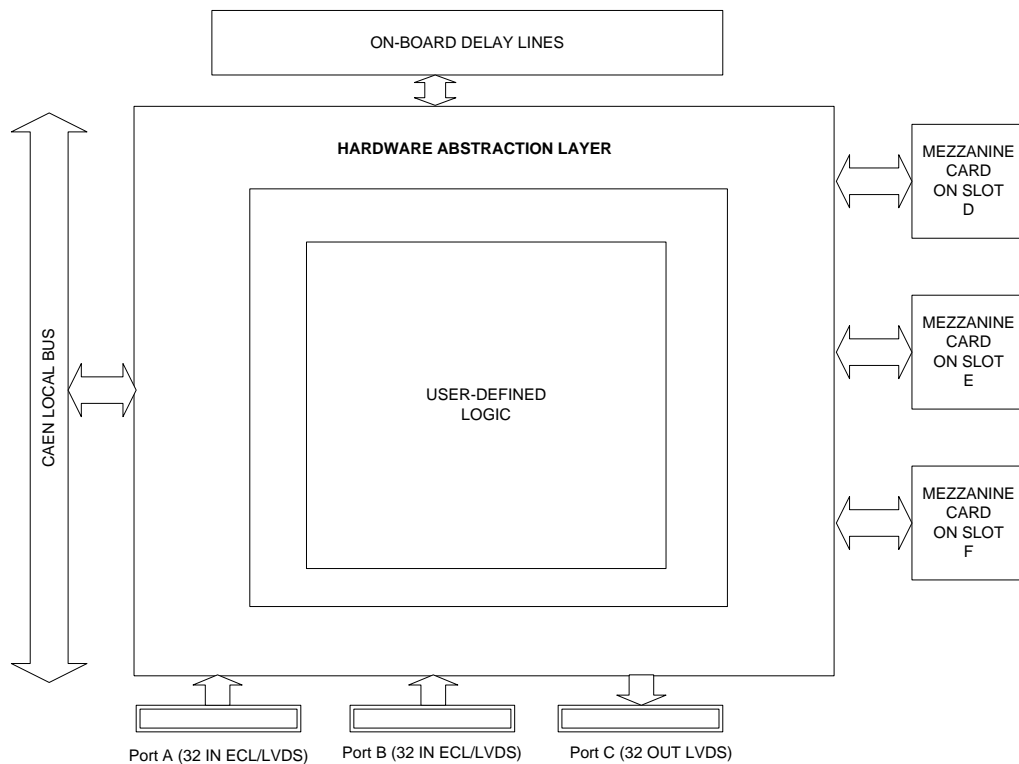 ON-BOARD DELAY LINES
HARDWARE ABSTRACTION LAYER
MEZZANINE
CARD
ON SLOT
D
CAEN LOCAL BUS
MEZZANINE
CARD
ON SLOT
E
USER-DEFINED
LOGIC
MEZZANINE
CARD
ON SLOT
F
Port A (32 IN ECL/LVDS)
Port B (32 IN ECL/LVDS)
Port C (32 OUT LVDS)